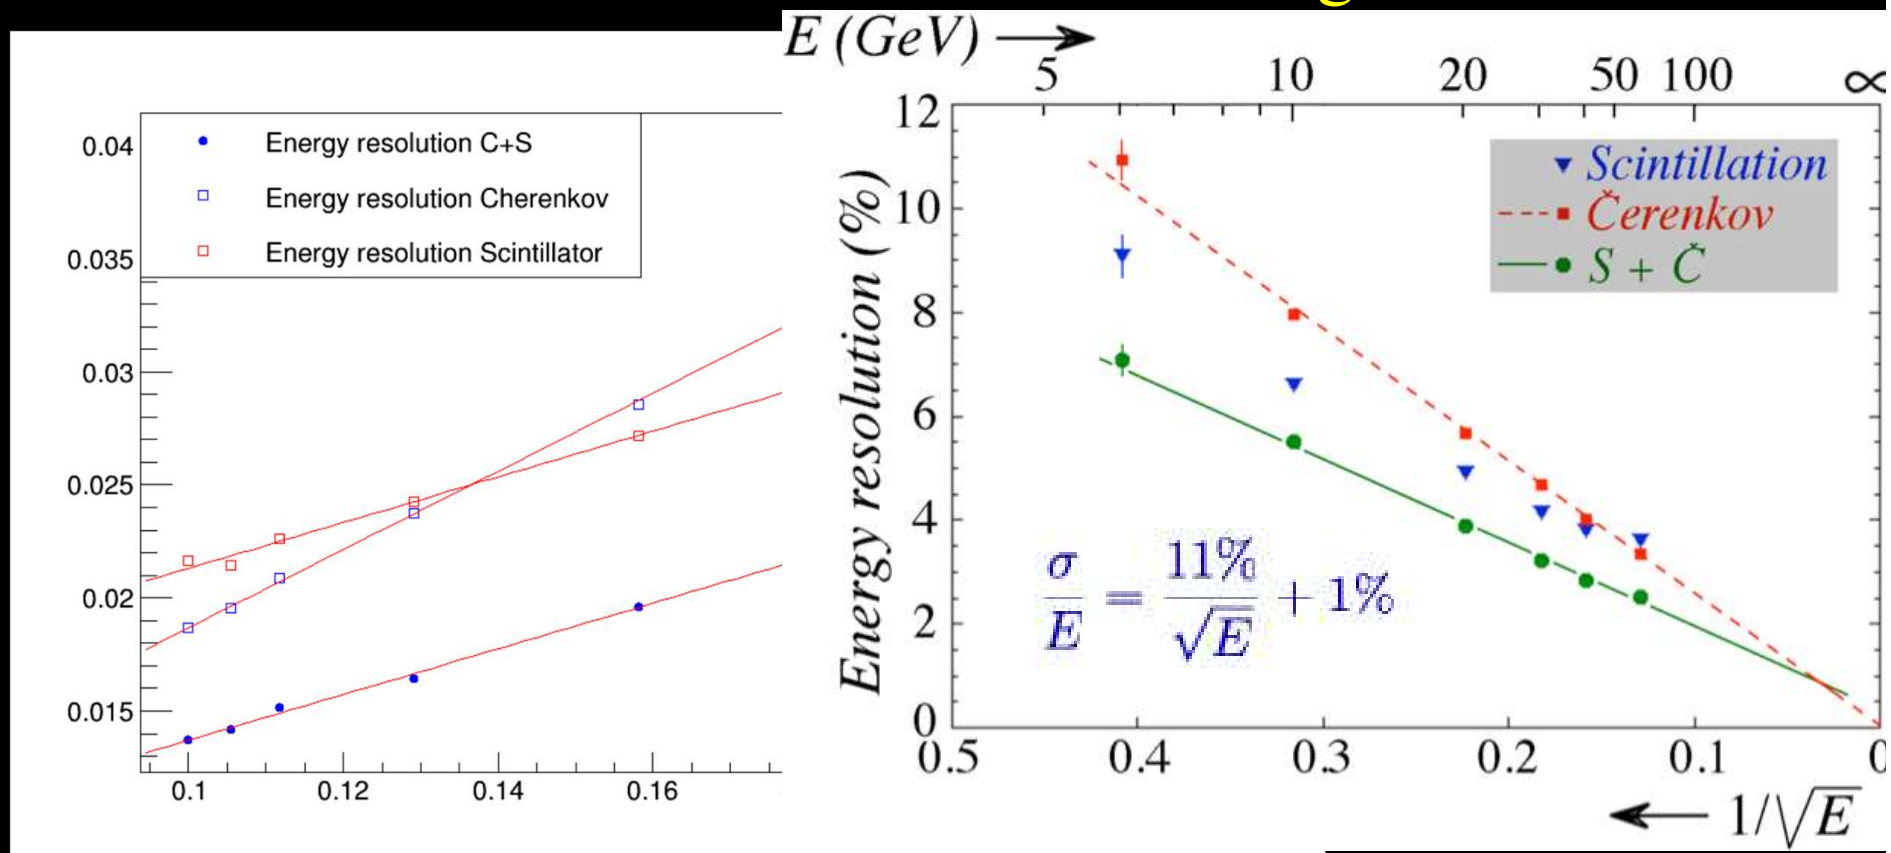 0.04
0.035
0.03
0.025
0.02
0.015
Energy resolution C+S
Energy resolution Cherenkov
Energy resolution Scintillator
0.1 0.12 0.14 0.16
E (GeV) →
5 10 20 50 100 ∞
12
10
8
6
4
2
0
Energy resolution (%)
Scintillation
Čerenkov
S + Č
σ/E = 11%/√E + 1%
0.5 0.4 0.3 0.2 0.1 0
← 1/√E